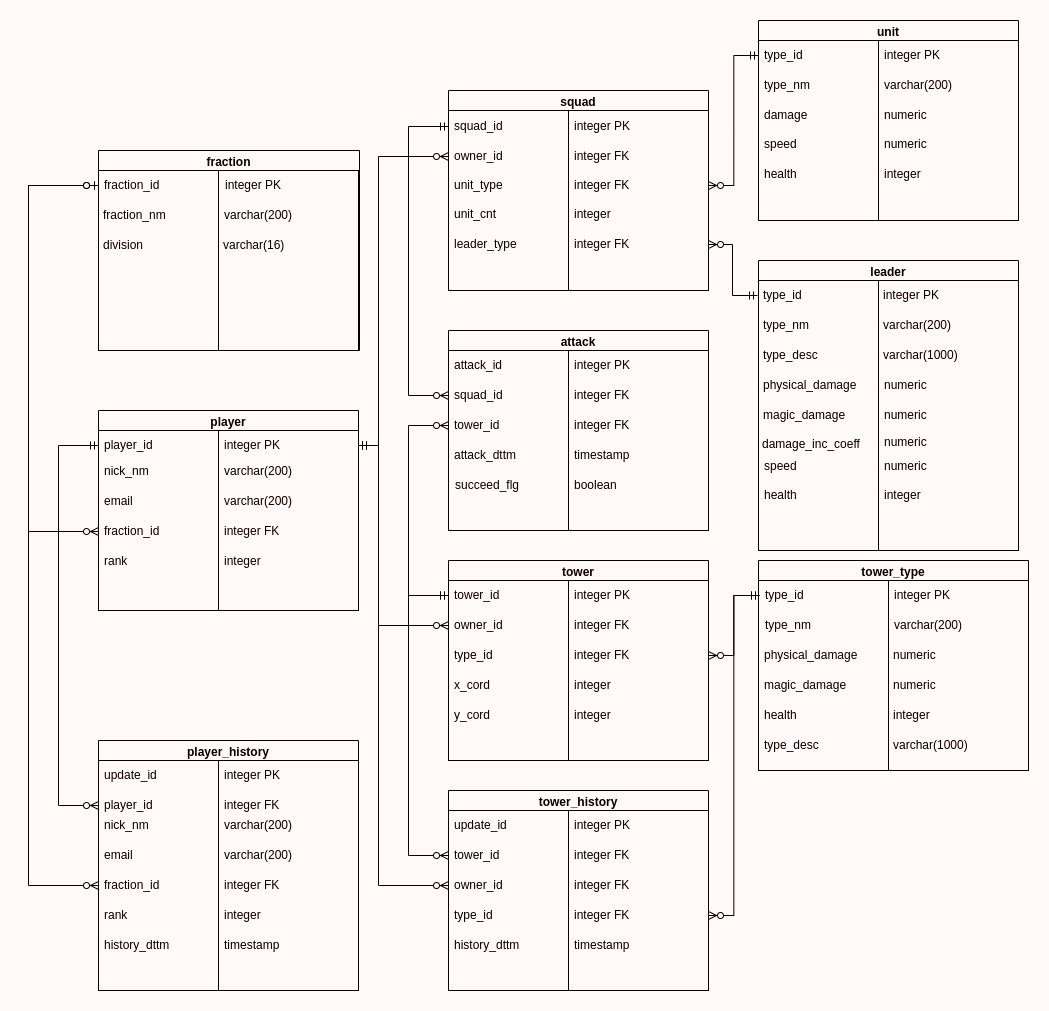 fraction
fraction_id integer PK
fraction_nm varchar(200)
division varchar(16)
player
player_id integer PK
nick_nm varchar(200)
email varchar(200)
fraction_id integer FK
rank integer
player_history
update_id integer PK
player_id integer FK
nick_nm varchar(200)
email varchar(200)
fraction_id integer FK
rank integer
history_dttm timestamp
squad
squad_id integer PK
owner_id integer FK
unit_type integer FK
unit_cnt integer
leader_type integer FK
attack
attack_id integer PK
squad_id integer FK
tower_id integer FK
attack_dttm timestamp
succeed_flg boolean
tower
tower_id integer PK
owner_id integer FK
type_id integer FK
x_cord integer
y_cord integer
tower_history
update_id integer PK
tower_id integer FK
owner_id integer FK
type_id integer FK
history_dttm timestamp
unit
type_id integer PK
type_nm varchar(200)
damage numeric
speed numeric
health integer
leader
type_id integer PK
type_nm varchar(200)
type_desc varchar(1000)
physical_damage numeric
magic_damage numeric
damage_inc_coeff numeric
speed numeric
health integer
tower_type
type_id integer PK
type_nm varchar(200)
physical_damage numeric
magic_damage numeric
health integer
type_desc varchar(1000)